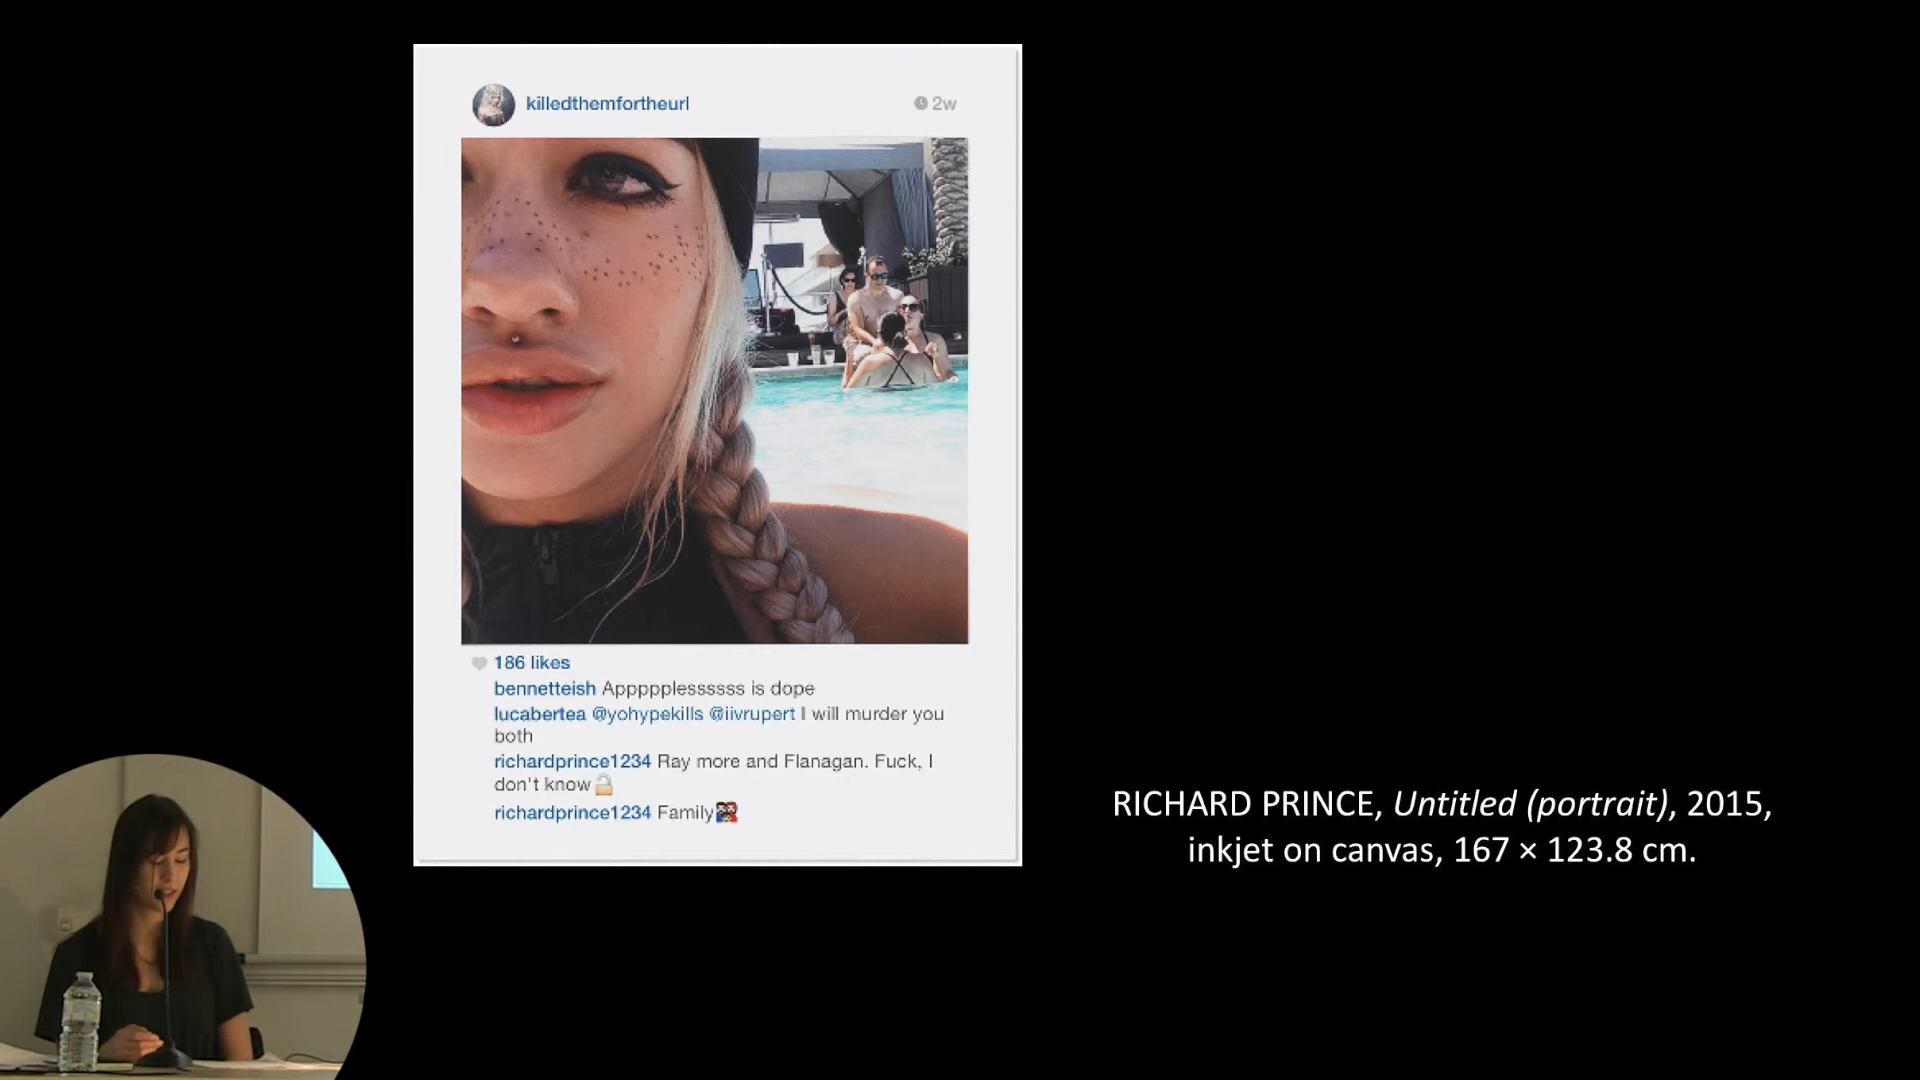 killedthemfortheurl
2w
186 likes
bennetteish Appppplessssss is dope
lucabertea @yohypekills @iivrupert I will murder you
both
richardprince1234 Ray more and Flanagan. Fuck, I
don't know🔓
richardprince1234 Family👪
RICHARD PRINCE, Untitled (portrait), 2015,
inkjet on canvas, 167 × 123.8 cm.